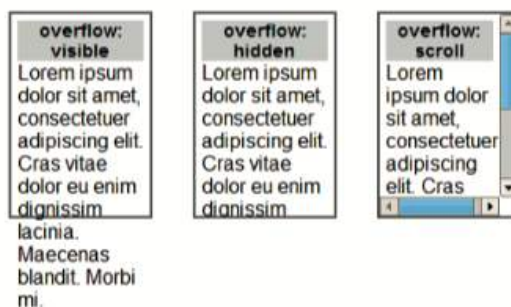 overflow:
visible
Lorem ipsum
dolor sit amet,
consectetuer
adipiscing elit.
Cras vitae
dolor eu enim
dignissim
lacinia.
Maecenas
blandit. Morbi
mi.
overflow:
hidden
Lorem ipsum
dolor sit amet,
consectetuer
adipiscing elit.
Cras vitae
dolor eu enim
dignissim
overflow:
scroll
Lorem
ipsum dolor
sit amet,
consectetuer
adipiscing
elit. Cras